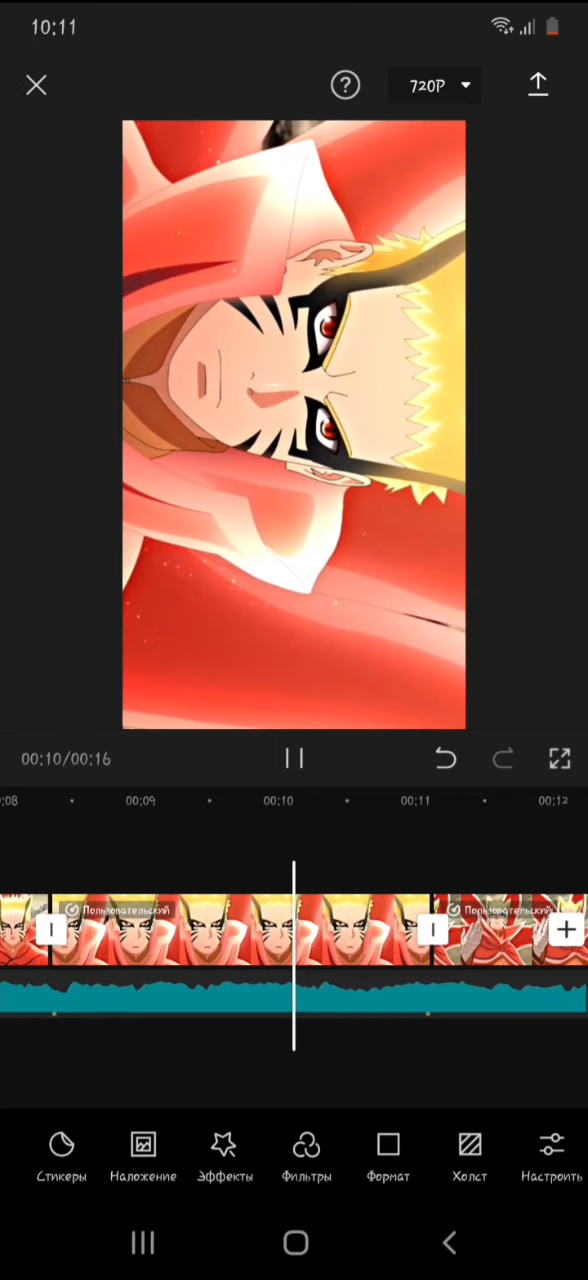 10:11
720P
00:10/00:16
:08 00:09 00:10 00:11 00:12
Пользовательский Пользовательский
Стикеры Наложение Эффекты Фильтры Формат Холст Настроить